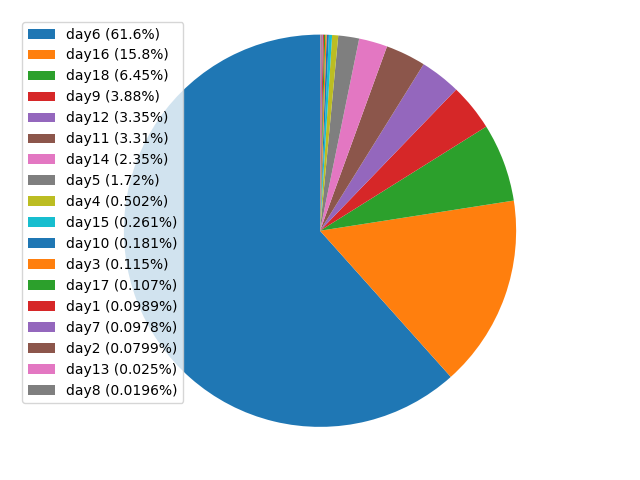 day6 (61.6%)
day16 (15.8%)
day18 (6.45%)
day9 (3.88%)
day12 (3.35%)
day11 (3.31%)
day14 (2.35%)
day5 (1.72%)
day4 (0.502%)
day15 (0.261%)
day10 (0.181%)
day3 (0.115%)
day17 (0.107%)
day1 (0.0989%)
day7 (0.0978%)
day2 (0.0799%)
day13 (0.025%)
day8 (0.0196%)